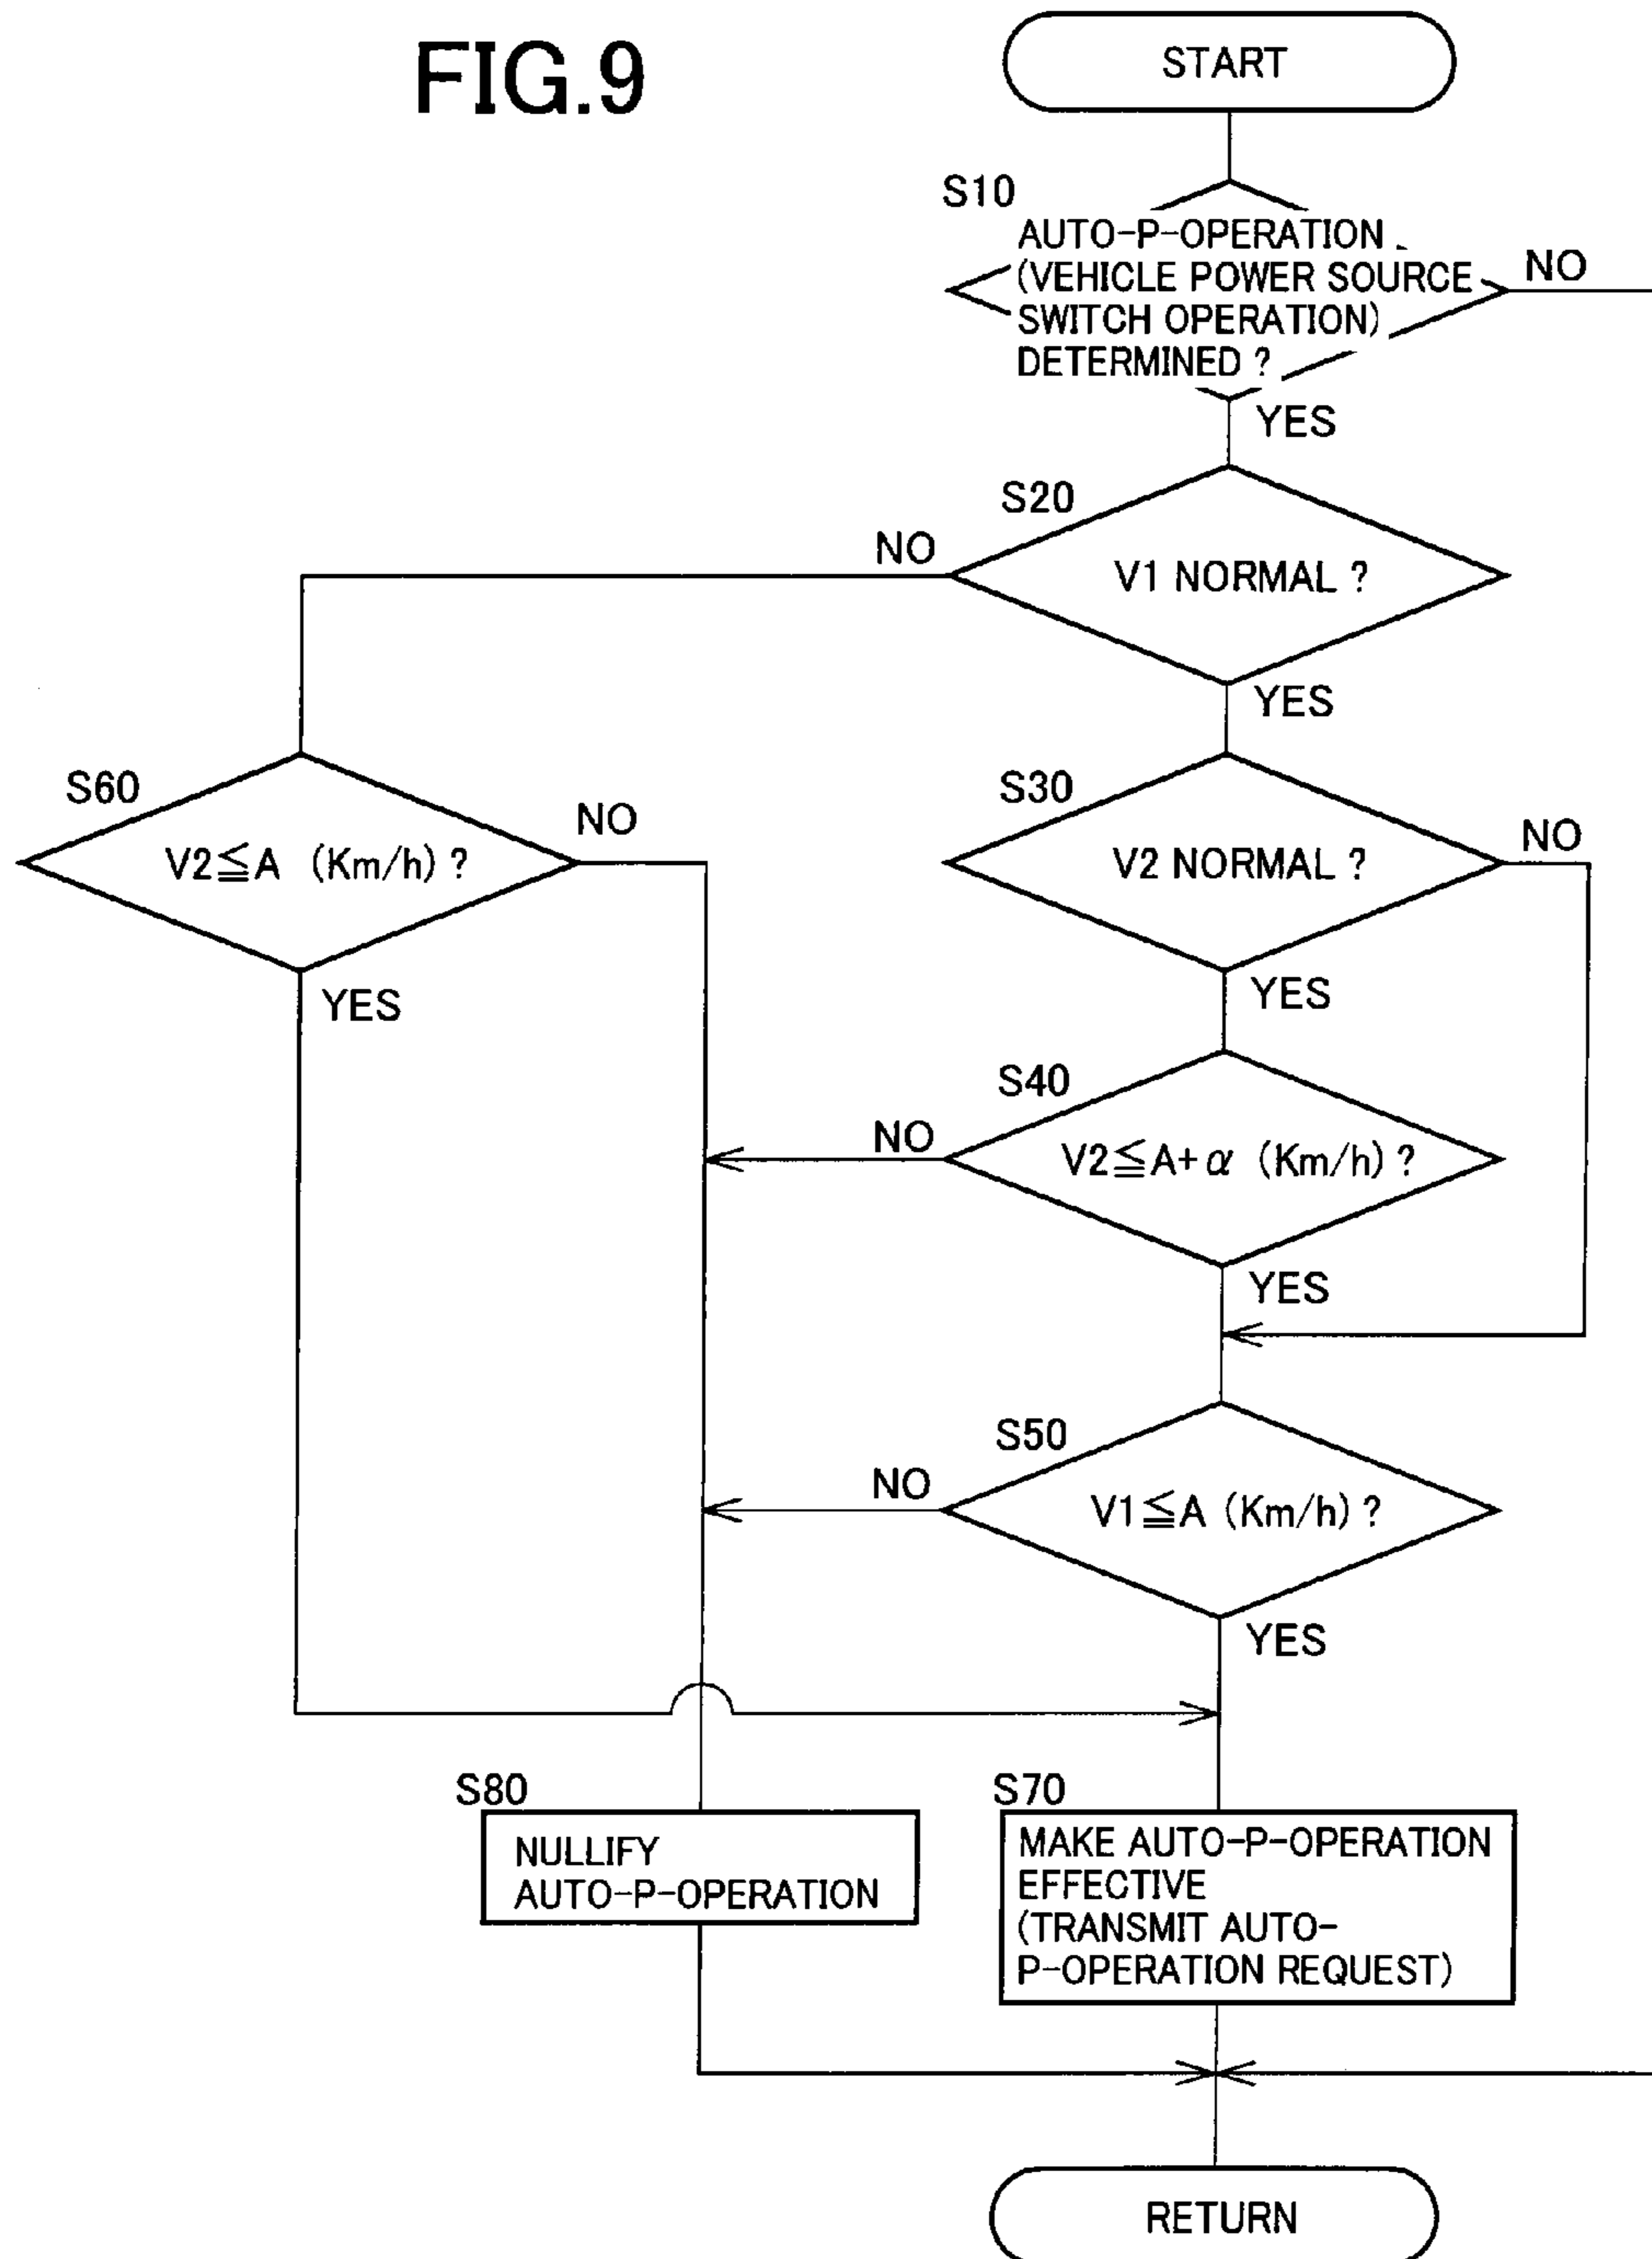 FIG.9
START
S10
AUTO-P-OPERATION
(VEHICLE POWER SOURCE
SWITCH OPERATION)
DETERMINED ?
NO
YES
S20
NO
V1 NORMAL ?
YES
S60
NO
V2≦A (Km/h) ?
YES
S30
NO
V2 NORMAL ?
YES
S40
NO
V2≦A+α (Km/h) ?
YES
S50
NO
V1≦A (Km/h) ?
YES
S80
NULLIFY
AUTO-P-OPERATION
S70
MAKE AUTO-P-OPERATION
EFFECTIVE
(TRANSMIT AUTO-
P-OPERATION REQUEST)
RETURN